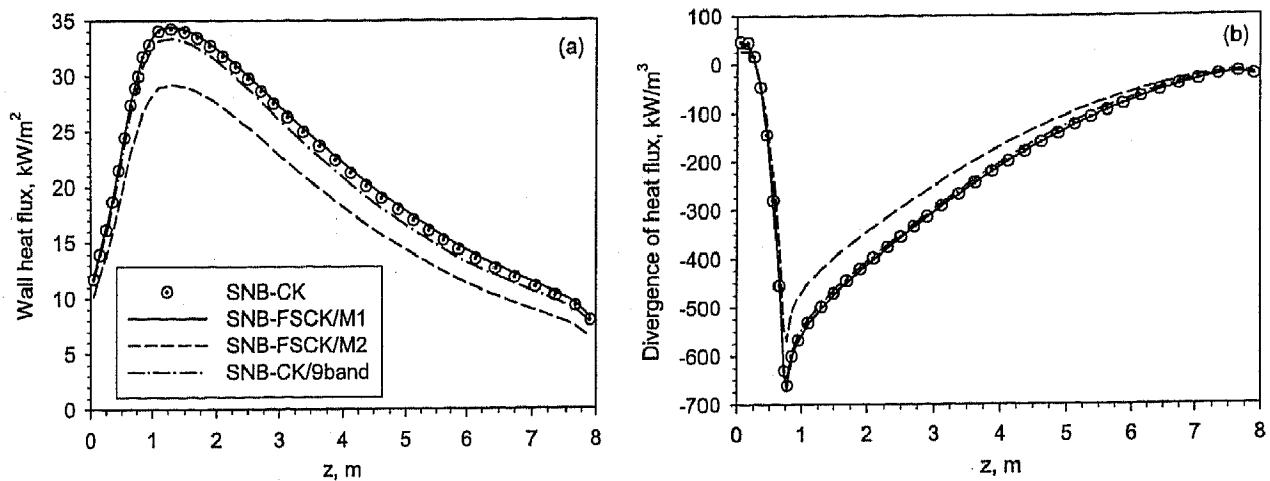 (a)
Wall heat flux, kW/m²
35
30
25
20
15
10
5
0
SNB-CK
SNB-FSCK/M1
SNB-FSCK/M2
SNB-CK/9band
0 1 2 3 4 5 6 7 8
z, m
(b)
Divergence of heat flux, kW/m³
100
0
-100
-200
-300
-400
-500
-600
-700
0 1 2 3 4 5 6 7 8
z, m